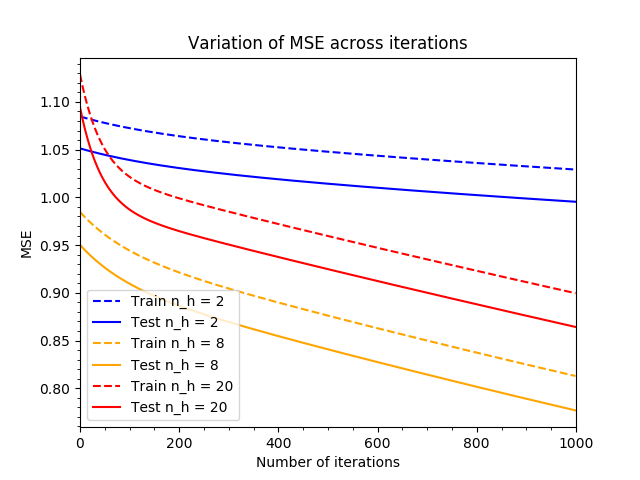 Variation of MSE across iterations
MSE
1.10
1.05
1.00
0.95
0.90
0.85
0.80
Train n_h = 2
Test n_h = 2
Train n_h = 8
Test n_h = 8
Train n_h = 20
Test n_h = 20
0 200 400 600 800 1000
Number of iterations